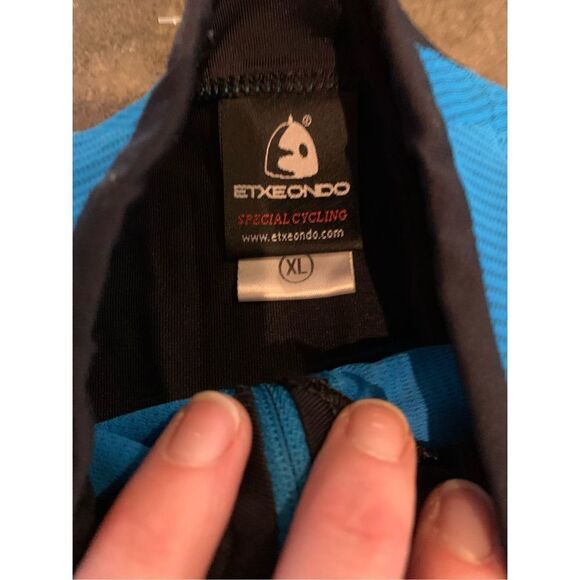 ®
ETXEONDO
SPECIAL CYCLING
www.etxeondo.com
XL